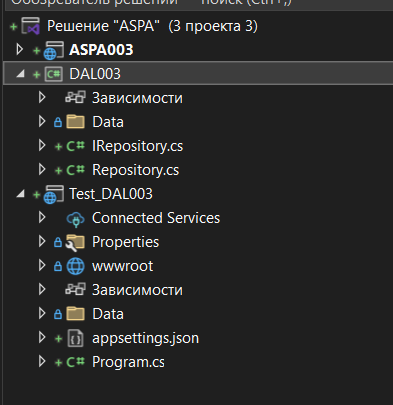 Обозреватель решений — поиск (Ctrl+;)
Решение "ASPA" (3 проекта 3)
ASPA003
DAL003
Зависимости
Data
C# IRepository.cs
C# Repository.cs
Test_DAL003
Connected Services
Properties
wwwroot
Зависимости
Data
appsettings.json
C# Program.cs